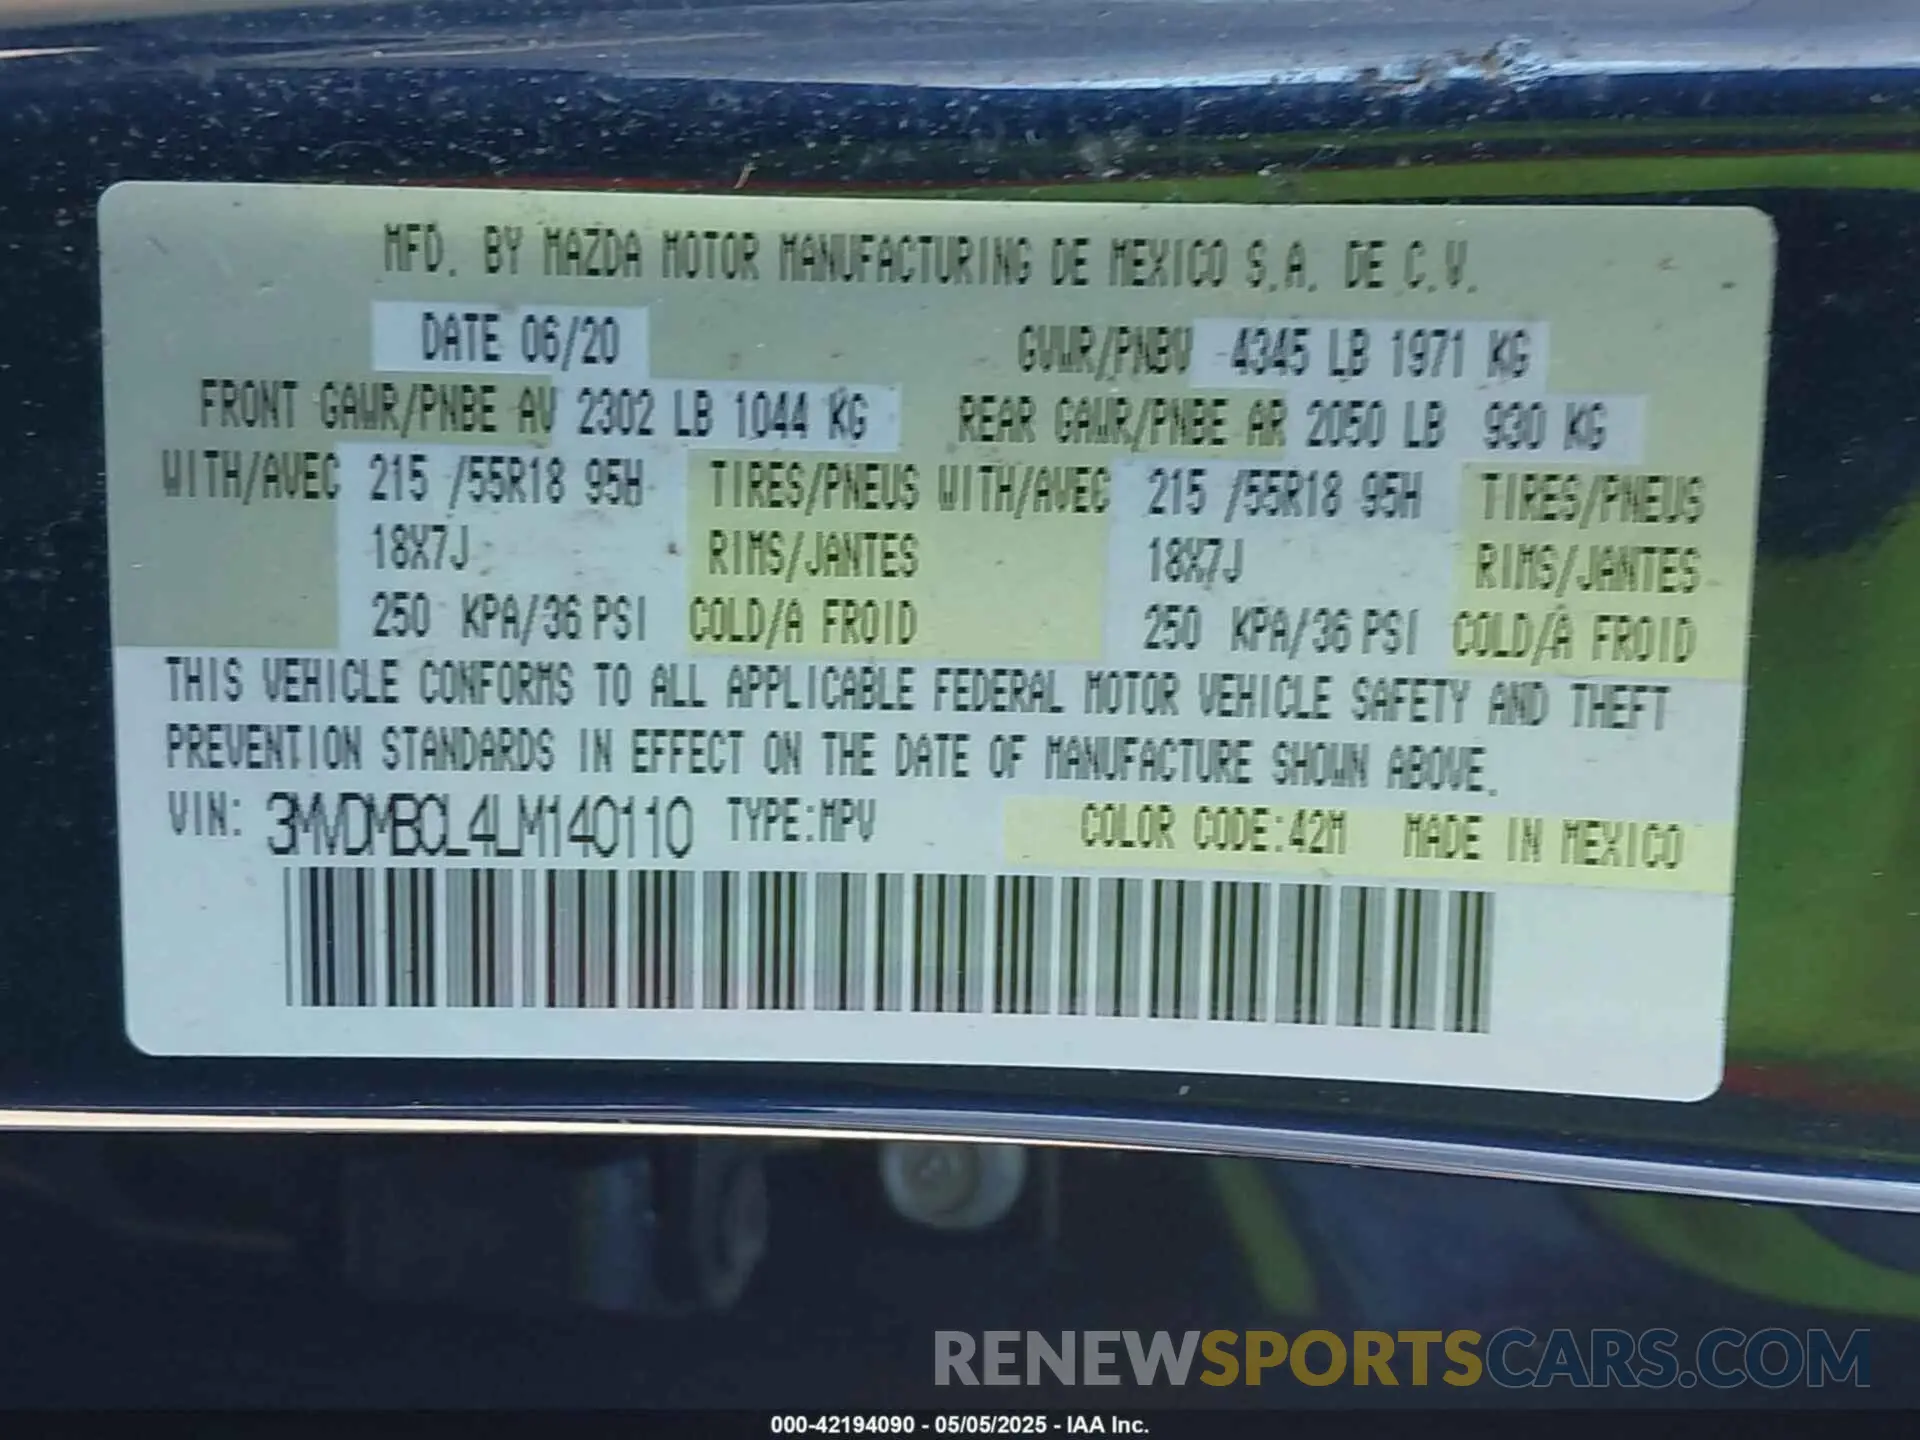 MFD. BY MAZDA MOTOR MANUFACTURING DE MEXICO S.A. DE C.V.
DATE 06/20 GVWR/PNBV 4345 LB 1971 KG
FRONT GAWR/PNBE AV 2302 LB 1044 KG REAR GAWR/PNBE AR 2050 LB 930 KG
WITH/AVEC 215 /55R18 95H TIRES/PNEUS WITH/AVEC 215 /55R18 95H TIRES/PNEUS
18X7J RIMS/JANTES 18X7J RIMS/JANTES
250 KPA/36 PSI COLD/A FROID 250 KPA/36 PSI COLD/A FROID
THIS VEHICLE CONFORMS TO ALL APPLICABLE FEDERAL MOTOR VEHICLE SAFETY AND THEFT
PREVENTION STANDARDS IN EFFECT ON THE DATE OF MANUFACTURE SHOWN ABOVE.
VIN: 3MVDMBCL4LM140110 TYPE:MPV COLOR CODE:42M MADE IN MEXICO
RENEWSPORTSCARS.COM
000-42194090 - 05/05/2025 - IAA Inc.